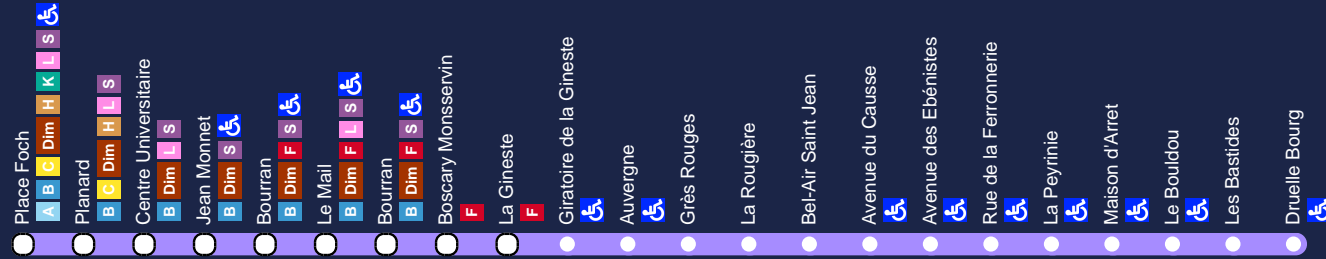 Place Foch
A B C Dim H K L S
Planard
B C Dim H L S
Centre Universitaire
B Dim L S
Jean Monnet
B Dim S
Bourran
B Dim F S
Le Mail
B Dim F L S
Bourran
B Dim F S
Boscary Monsservin
F
La Gineste
F
Giratoire de la Gineste
Auvergne
Grès Rouges
La Rougière
Bel-Air Saint Jean
Avenue du Causse
Avenue des Ebénistes
Rue de la Ferronnerie
La Peyrinie
Maison d'Arret
Le Bouldou
Les Bastides
Druelle Bourg